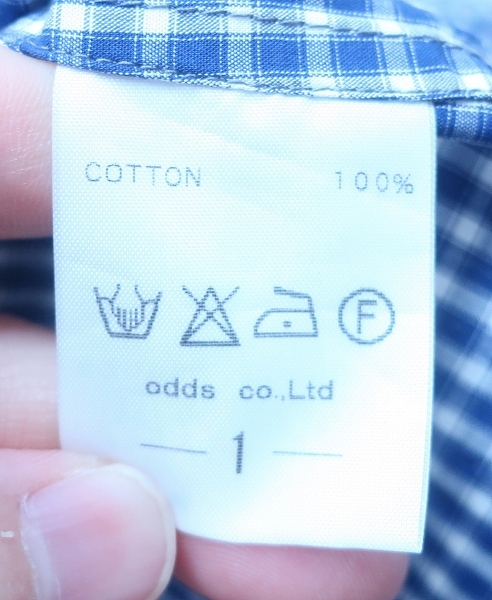 COTTON 100%
F
odds co.,Ltd
1